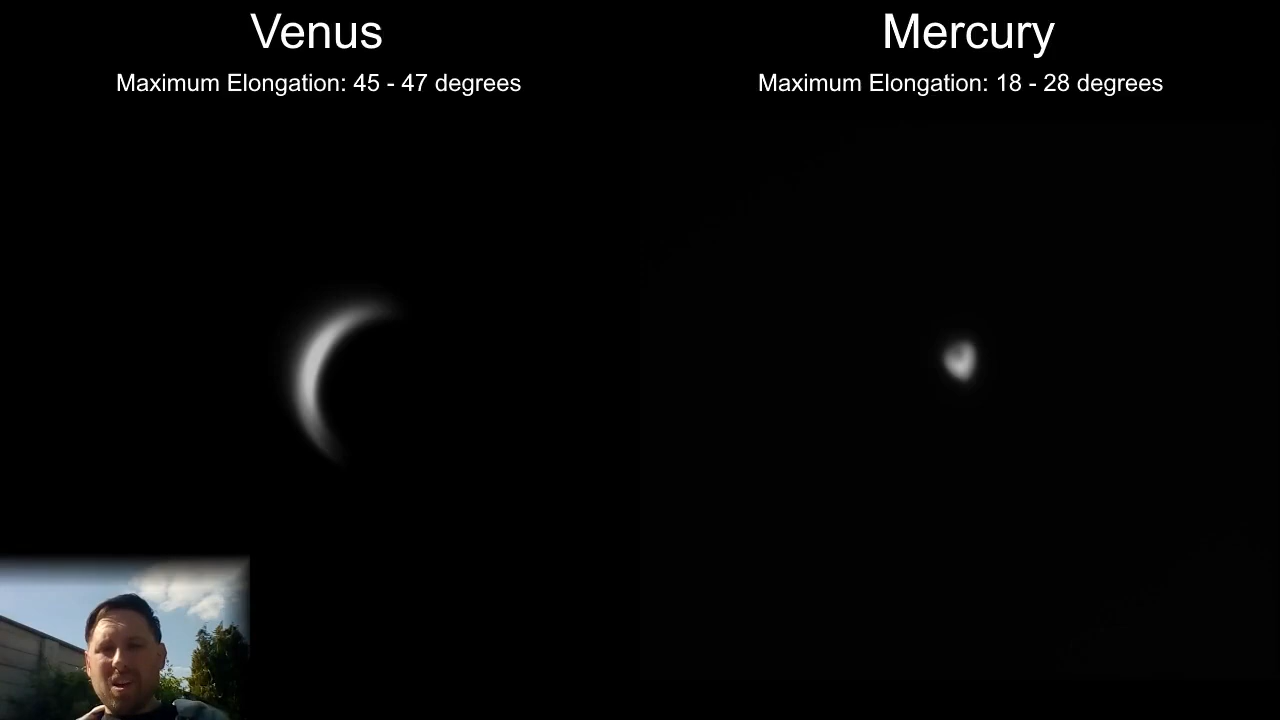 Venus
Maximum Elongation: 45 - 47 degrees
Mercury
Maximum Elongation: 18 - 28 degrees